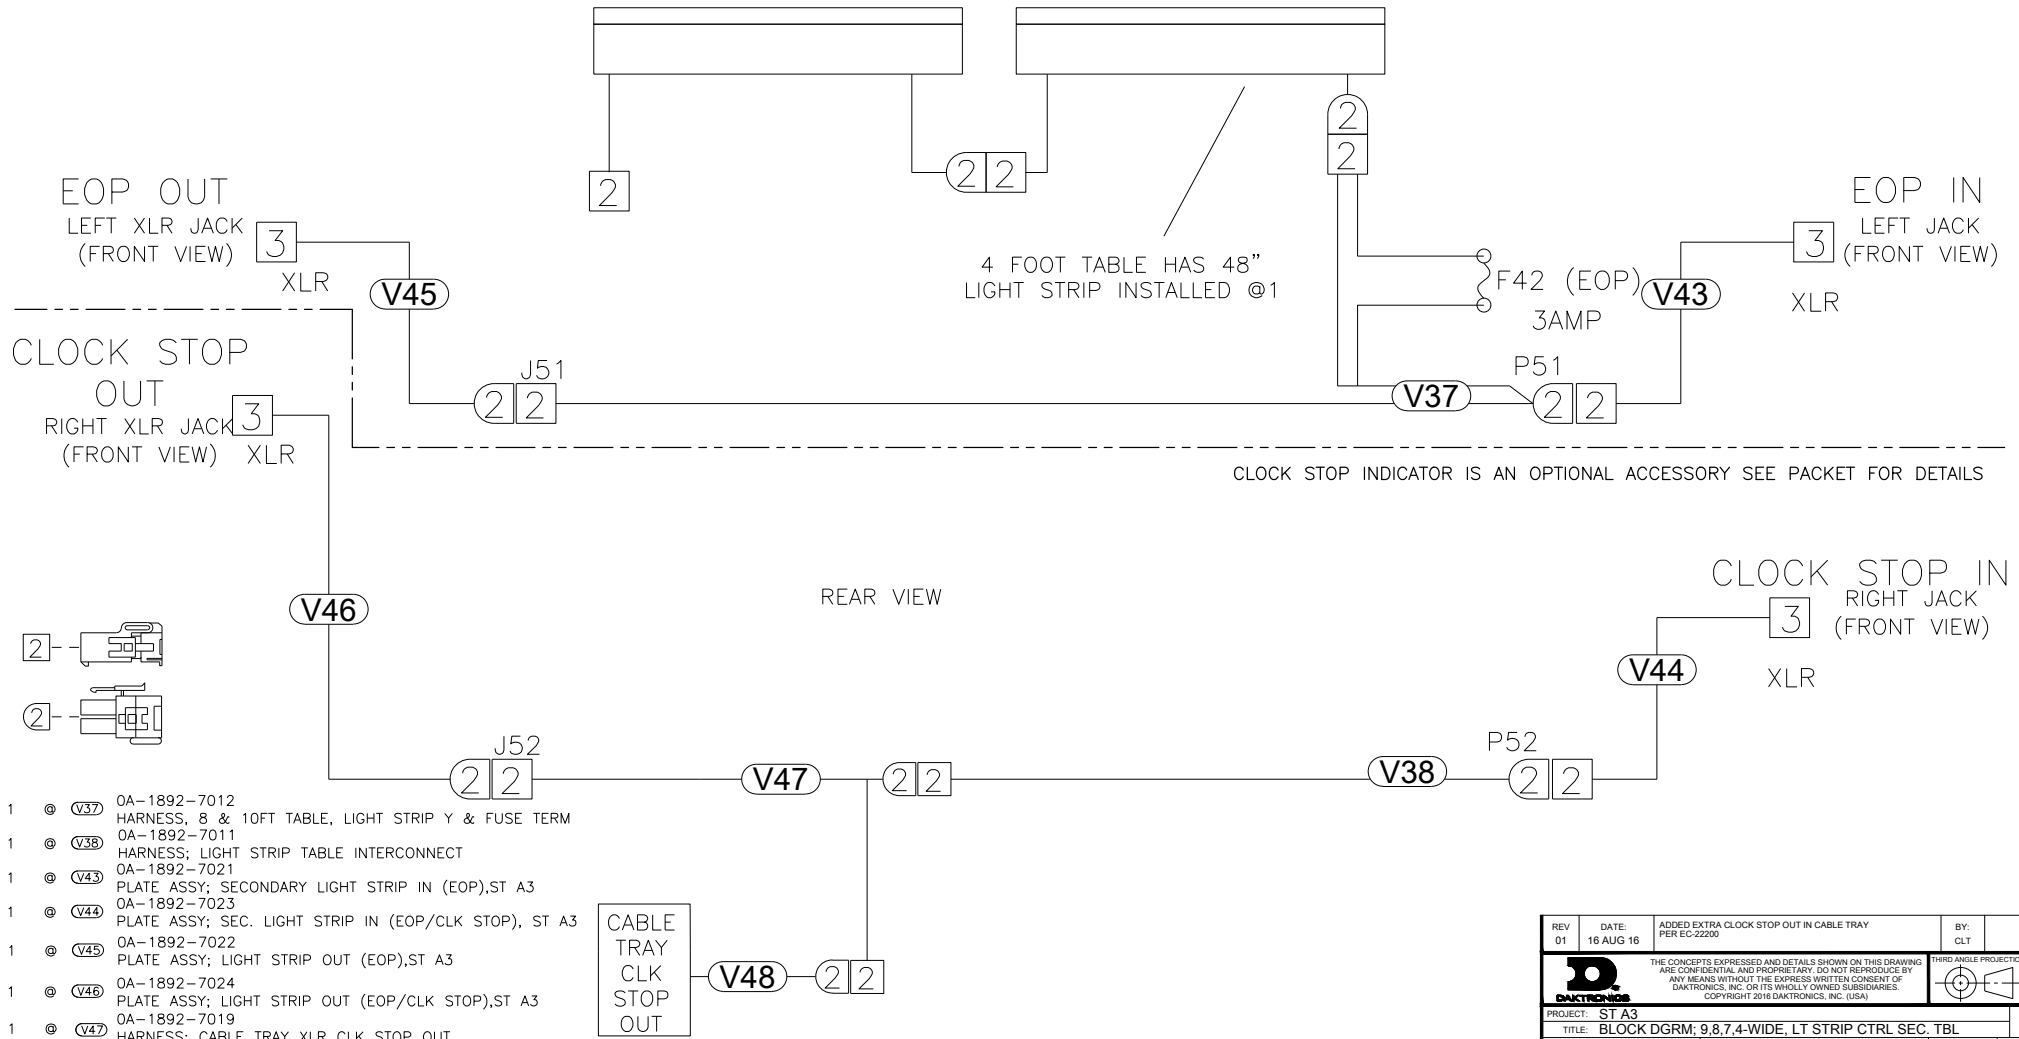 2
2 2
2
2
EOP OUT
LEFT XLR JACK
(FRONT VIEW)
3
XLR
V45
4 FOOT TABLE HAS 48"
LIGHT STRIP INSTALLED @1
F42 (EOP)
3AMP
EOP IN
LEFT JACK
(FRONT VIEW)
3
XLR
V43
J51
2 2
V37
P51
2 2
CLOCK STOP
OUT
RIGHT XLR JACK
(FRONT VIEW)
3
XLR
CLOCK STOP INDICATOR IS AN OPTIONAL ACCESSORY SEE PACKET FOR DETAILS
REAR VIEW
V46
CLOCK STOP IN
RIGHT JACK
(FRONT VIEW)
3
XLR
V44
2
2
J52
2 2
V47
2 2
V38
P52
2 2
1 @ V37 0A-1892-7012
HARNESS, 8 & 10FT TABLE, LIGHT STRIP Y & FUSE TERM
1 @ V38 0A-1892-7011
HARNESS; LIGHT STRIP TABLE INTERCONNECT
1 @ V43 0A-1892-7021
PLATE ASSY; SECONDARY LIGHT STRIP IN (EOP),ST A3
1 @ V44 0A-1892-7023
PLATE ASSY; SEC. LIGHT STRIP IN (EOP/CLK STOP), ST A3
1 @ V45 0A-1892-7022
PLATE ASSY; LIGHT STRIP OUT (EOP),ST A3
1 @ V46 0A-1892-7024
PLATE ASSY; LIGHT STRIP OUT (EOP/CLK STOP),ST A3
1 @ V47 0A-1892-7019
HARNESS; CABLE TRAY XLR CLK STOP OUT
CABLE
TRAY
CLK
STOP
OUT
V48
2 2
REV
01
DATE:
16 AUG 16
ADDED EXTRA CLOCK STOP OUT IN CABLE TRAY
PER EC-22200
BY:
CLT
DAKTRONICS
THE CONCEPTS EXPRESSED AND DETAILS SHOWN ON THIS DRAWING
ARE CONFIDENTIAL AND PROPRIETARY. DO NOT REPRODUCE BY
ANY MEANS WITHOUT THE EXPRESS WRITTEN CONSENT OF
DAKTRONICS, INC. OR ITS WHOLLY OWNED SUBSIDIARIES.
COPYRIGHT 2016 DAKTRONICS, INC. (USA)
THIRD ANGLE PROJECTION
PROJECT: ST A3
TITLE: BLOCK DGRM; 9,8,7,4-WIDE, LT STRIP CTRL SEC. TBL